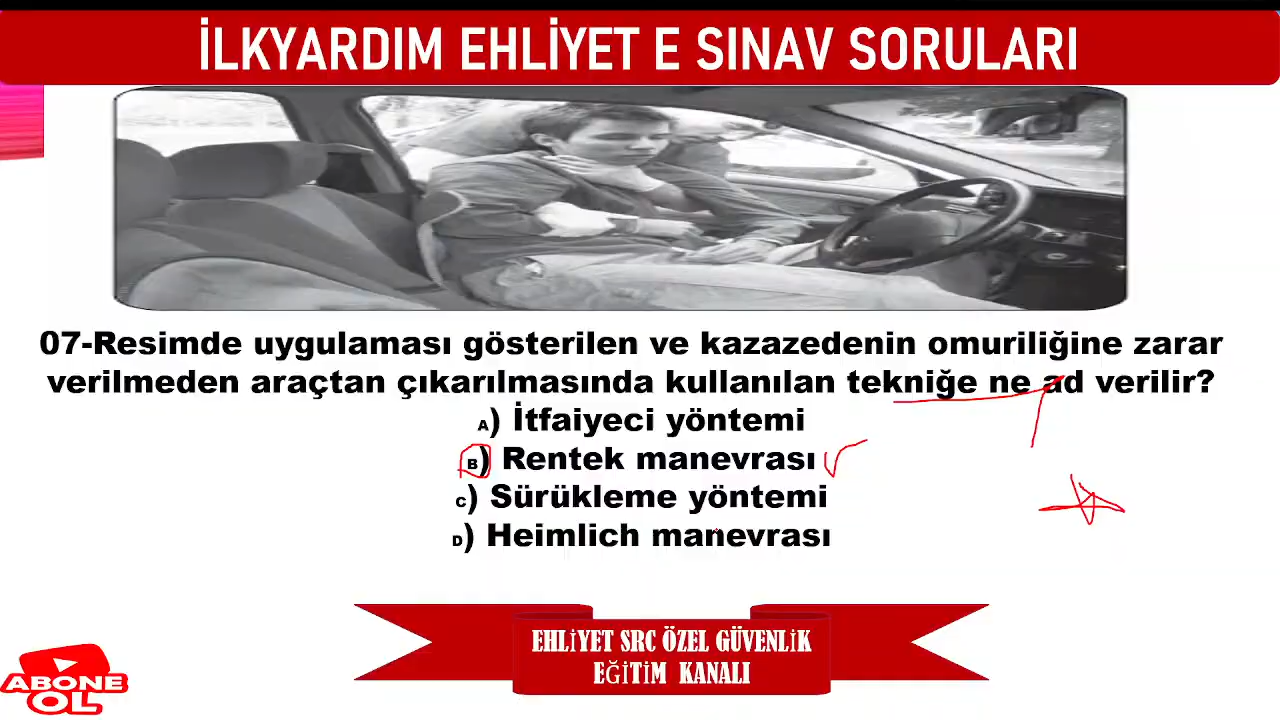 İLKYARDIM EHLİYET E SINAV SORULARI
07-Resimde uygulaması gösterilen ve kazazedenin omuriliğine zarar
verilmeden araçtan çıkarılmasında kullanılan tekniğe ne ad verilir?
A) İtfaiyeci yöntemi
B) Rentek manevrası
C) Sürükleme yöntemi
D) Heimlich manevrası
EHLİYET SRC ÖZEL GÜVENLİK
EĞİTİM KANALI
ABONE
OL